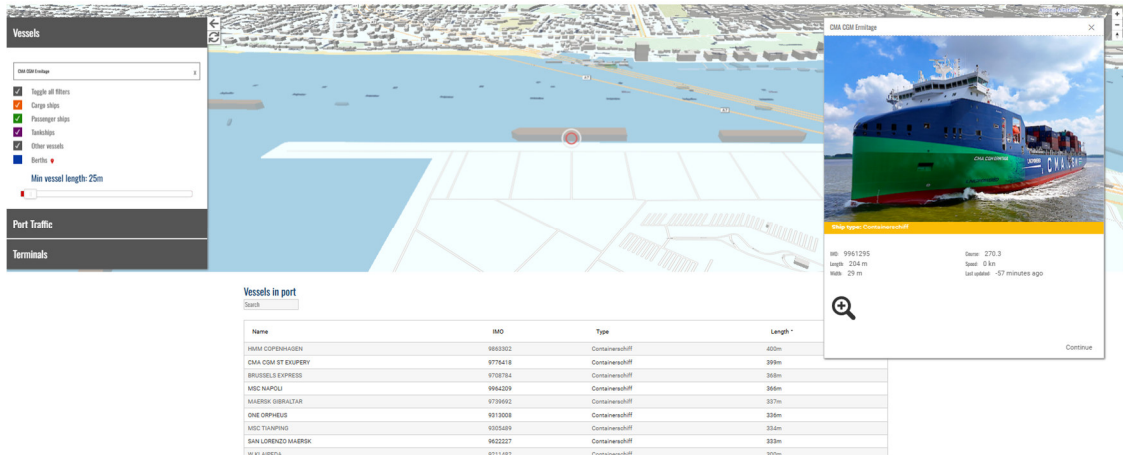 Vessels
CMA CGM Ermitage x
Toggle all filters
Cargo ships
Passenger ships
Tankships
Other vessels
Berths
Min vessel length: 25m
Port Traffic
Terminals
CMA CGM Ermitage ×
CMA CGM
Ship type: Containerschiff
IMO: 9961295
Length: 204 m
Width: 29 m
Course: 270.3
Speed: 0 kn
Last updated: -57 minutes ago
Continue
Vessels in port
Search
Name IMO Type Length
HMM COPENHAGEN 9863302 Containerschiff 400m
CMA CGM ST EXUPERY 9776418 Containerschiff 399m
BRUSSELS EXPRESS 9708784 Containerschiff 368m
MSC NAPOLI 9964209 Containerschiff 366m
MAERSK GIBRALTAR 9739692 Containerschiff 337m
ONE ORPHEUS 9313008 Containerschiff 336m
MSC TIANPING 9305489 Containerschiff 334m
SAN LORENZO MAERSK 9622227 Containerschiff 333m